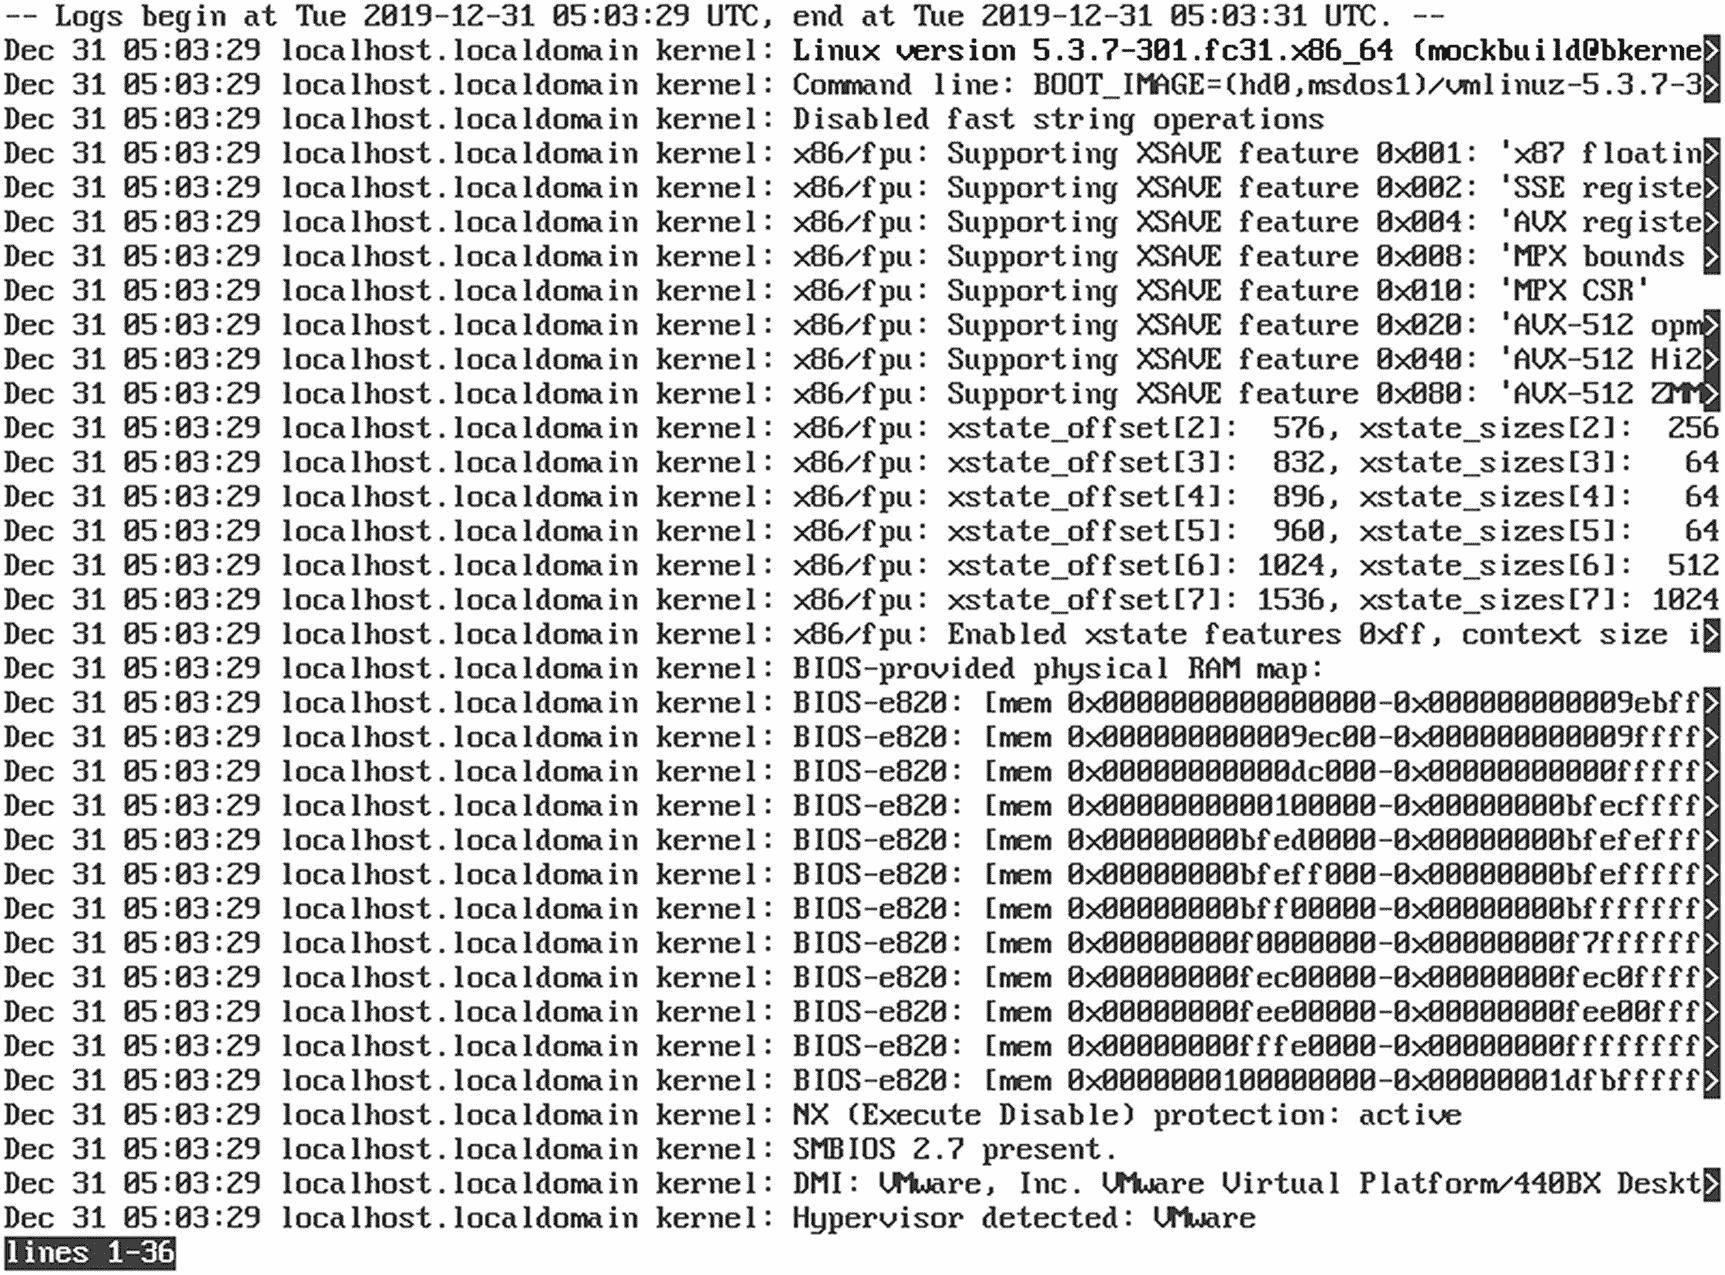 -- Logs begin at Tue 2019-12-31 05:03:29 UTC, end at Tue 2019-12-31 05:03:31 UTC. --
Dec 31 05:03:29 localhost.localdomain kernel: Linux version 5.3.7-301.fc31.x86_64 (mockbuild@bkerne>
Dec 31 05:03:29 localhost.localdomain kernel: Command line: BOOT_IMAGE=(hd0,msdos1)/vmlinuz-5.3.7-3>
Dec 31 05:03:29 localhost.localdomain kernel: Disabled fast string operations
Dec 31 05:03:29 localhost.localdomain kernel: x86/fpu: Supporting XSAVE feature 0x001: 'x87 floatin>
Dec 31 05:03:29 localhost.localdomain kernel: x86/fpu: Supporting XSAVE feature 0x002: 'SSE registe>
Dec 31 05:03:29 localhost.localdomain kernel: x86/fpu: Supporting XSAVE feature 0x004: 'AVX registe>
Dec 31 05:03:29 localhost.localdomain kernel: x86/fpu: Supporting XSAVE feature 0x008: 'MPX bounds >
Dec 31 05:03:29 localhost.localdomain kernel: x86/fpu: Supporting XSAVE feature 0x010: 'MPX CSR'
Dec 31 05:03:29 localhost.localdomain kernel: x86/fpu: Supporting XSAVE feature 0x020: 'AVX-512 opm>
Dec 31 05:03:29 localhost.localdomain kernel: x86/fpu: Supporting XSAVE feature 0x040: 'AVX-512 Hi2>
Dec 31 05:03:29 localhost.localdomain kernel: x86/fpu: Supporting XSAVE feature 0x080: 'AVX-512 ZMM>
Dec 31 05:03:29 localhost.localdomain kernel: x86/fpu: xstate_offset[2]:  576, xstate_sizes[2]:  256
Dec 31 05:03:29 localhost.localdomain kernel: x86/fpu: xstate_offset[3]:  832, xstate_sizes[3]:   64
Dec 31 05:03:29 localhost.localdomain kernel: x86/fpu: xstate_offset[4]:  896, xstate_sizes[4]:   64
Dec 31 05:03:29 localhost.localdomain kernel: x86/fpu: xstate_offset[5]:  960, xstate_sizes[5]:   64
Dec 31 05:03:29 localhost.localdomain kernel: x86/fpu: xstate_offset[6]: 1024, xstate_sizes[6]:  512
Dec 31 05:03:29 localhost.localdomain kernel: x86/fpu: xstate_offset[7]: 1536, xstate_sizes[7]: 1024
Dec 31 05:03:29 localhost.localdomain kernel: x86/fpu: Enabled xstate features 0xff, context size i>
Dec 31 05:03:29 localhost.localdomain kernel: BIOS-provided physical RAM map:
Dec 31 05:03:29 localhost.localdomain kernel: BIOS-e820: [mem 0x0000000000000000-0x000000000009ebff>
Dec 31 05:03:29 localhost.localdomain kernel: BIOS-e820: [mem 0x000000000009ec00-0x000000000009ffff>
Dec 31 05:03:29 localhost.localdomain kernel: BIOS-e820: [mem 0x00000000000dc000-0x00000000000fffff>
Dec 31 05:03:29 localhost.localdomain kernel: BIOS-e820: [mem 0x0000000000100000-0x00000000bfecffff>
Dec 31 05:03:29 localhost.localdomain kernel: BIOS-e820: [mem 0x00000000bfed0000-0x00000000bfefefff>
Dec 31 05:03:29 localhost.localdomain kernel: BIOS-e820: [mem 0x00000000bfeff000-0x00000000bfefffff>
Dec 31 05:03:29 localhost.localdomain kernel: BIOS-e820: [mem 0x00000000bff00000-0x00000000bfffffff>
Dec 31 05:03:29 localhost.localdomain kernel: BIOS-e820: [mem 0x00000000f0000000-0x00000000f7ffffff>
Dec 31 05:03:29 localhost.localdomain kernel: BIOS-e820: [mem 0x00000000fec00000-0x00000000fec0ffff>
Dec 31 05:03:29 localhost.localdomain kernel: BIOS-e820: [mem 0x00000000fee00000-0x00000000fee00fff>
Dec 31 05:03:29 localhost.localdomain kernel: BIOS-e820: [mem 0x00000000fffe0000-0x00000000ffffffff>
Dec 31 05:03:29 localhost.localdomain kernel: BIOS-e820: [mem 0x0000000100000000-0x00000001dfbfffff>
Dec 31 05:03:29 localhost.localdomain kernel: NX (Execute Disable) protection: active
Dec 31 05:03:29 localhost.localdomain kernel: SMBIOS 2.7 present.
Dec 31 05:03:29 localhost.localdomain kernel: DMI: VMware, Inc. VMware Virtual Platform/440BX Deskt>
Dec 31 05:03:29 localhost.localdomain kernel: Hypervisor detected: VMware
lines 1-36